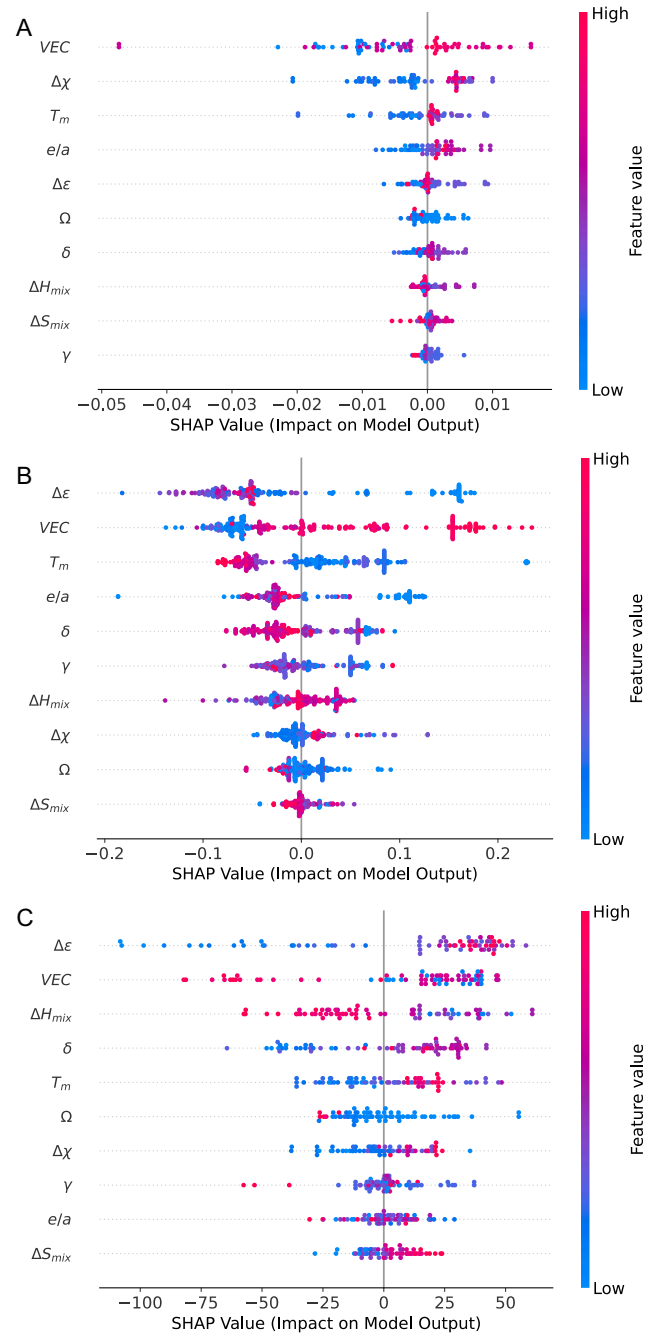 A
High
VEC
Δχ
T_m
e/a
Δε
Ω
δ
ΔH_mix
ΔS_mix
γ
Feature value
Low
−0.05 −0.04 −0.03 −0.02 −0.01 0.00 0.01
SHAP Value (Impact on Model Output)
B
High
Δε
VEC
T_m
e/a
δ
γ
ΔH_mix
Δχ
Ω
ΔS_mix
Feature value
Low
−0.2 −0.1 0.0 0.1 0.2
SHAP Value (Impact on Model Output)
C
High
Δε
VEC
ΔH_mix
δ
T_m
Ω
Δχ
γ
e/a
ΔS_mix
Feature value
Low
−100 −75 −50 −25 0 25 50
SHAP Value (Impact on Model Output)